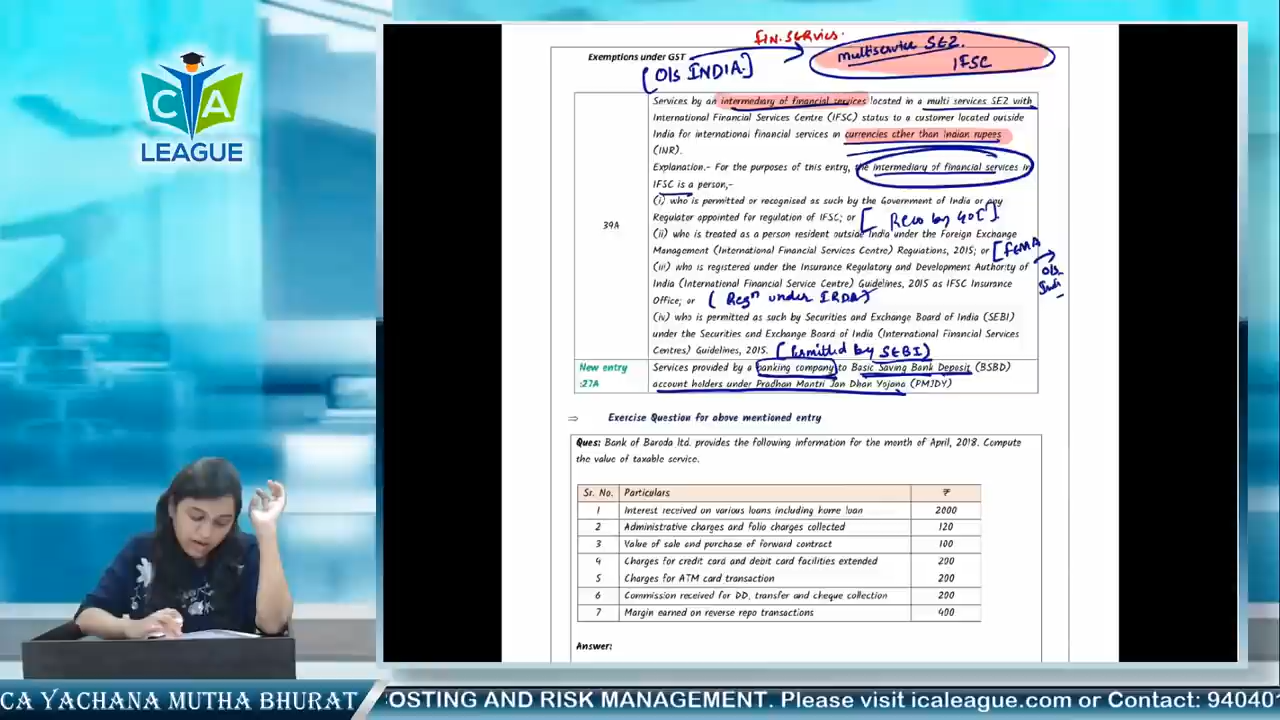 CA
LEAGUE
FIN. SERVICES.
Exemptions under GST
[O/s INDIA.]
multiservice SEZ.
IFSC
Services by an intermediary of financial services located in a multi services SEZ with
International Financial Services Centre (IFSC) status to a customer located outside
India for international financial services in currencies other than Indian rupees
(INR).
Explanation.- For the purposes of this entry, the intermediary of financial services in
IFSC is a person,-
(i) who is permitted or recognised as such by the Government of India or any
Regulator appointed for regulation of IFSC; or [Reco by GOI].
39A
(ii) who is treated as a person resident outside India under the Foreign Exchange
Management (International Financial Services Centre) Regulations, 2015; or [FEMA
O/s
(iii) who is registered under the Insurance Regulatory and Development Authority of
India (International Financial Service Centre) Guidelines, 2015 as IFSC Insurance
Office; or (Regn under IRDA)
(iv) who is permitted as such by Securities and Exchange Board of India (SEBI)
under the Securities and Exchange Board of India (International Financial Services
Centres) Guidelines, 2015. [Permitted by SEBI)
New entry
:27A
Services provided by a banking company to Basic Saving Bank Deposit (BSBD)
account holders under Pradhan Mantri Jan Dhan Yojana (PMJDY)
⇒ Exercise Question for above mentioned entry
Ques: Bank of Baroda ltd. provides the following information for the month of April, 2018. Compute
the value of taxable service.
Sr. No. Particulars ₹
1 Interest received on various loans including home loan 2000
2 Administrative charges and folio charges collected 120
3 Value of sale and purchase of forward contract 100
4 Charges for credit card and debit card facilities extended 200
5 Charges for ATM card transaction 200
6 Commission received for DD, transfer and cheque collection 200
7 Margin earned on reverse repo transactions 400
Answer:
CA YACHANA MUTHA BHURAT
OSTING AND RISK MANAGEMENT. Please visit icaleague.com or Contact: 94040